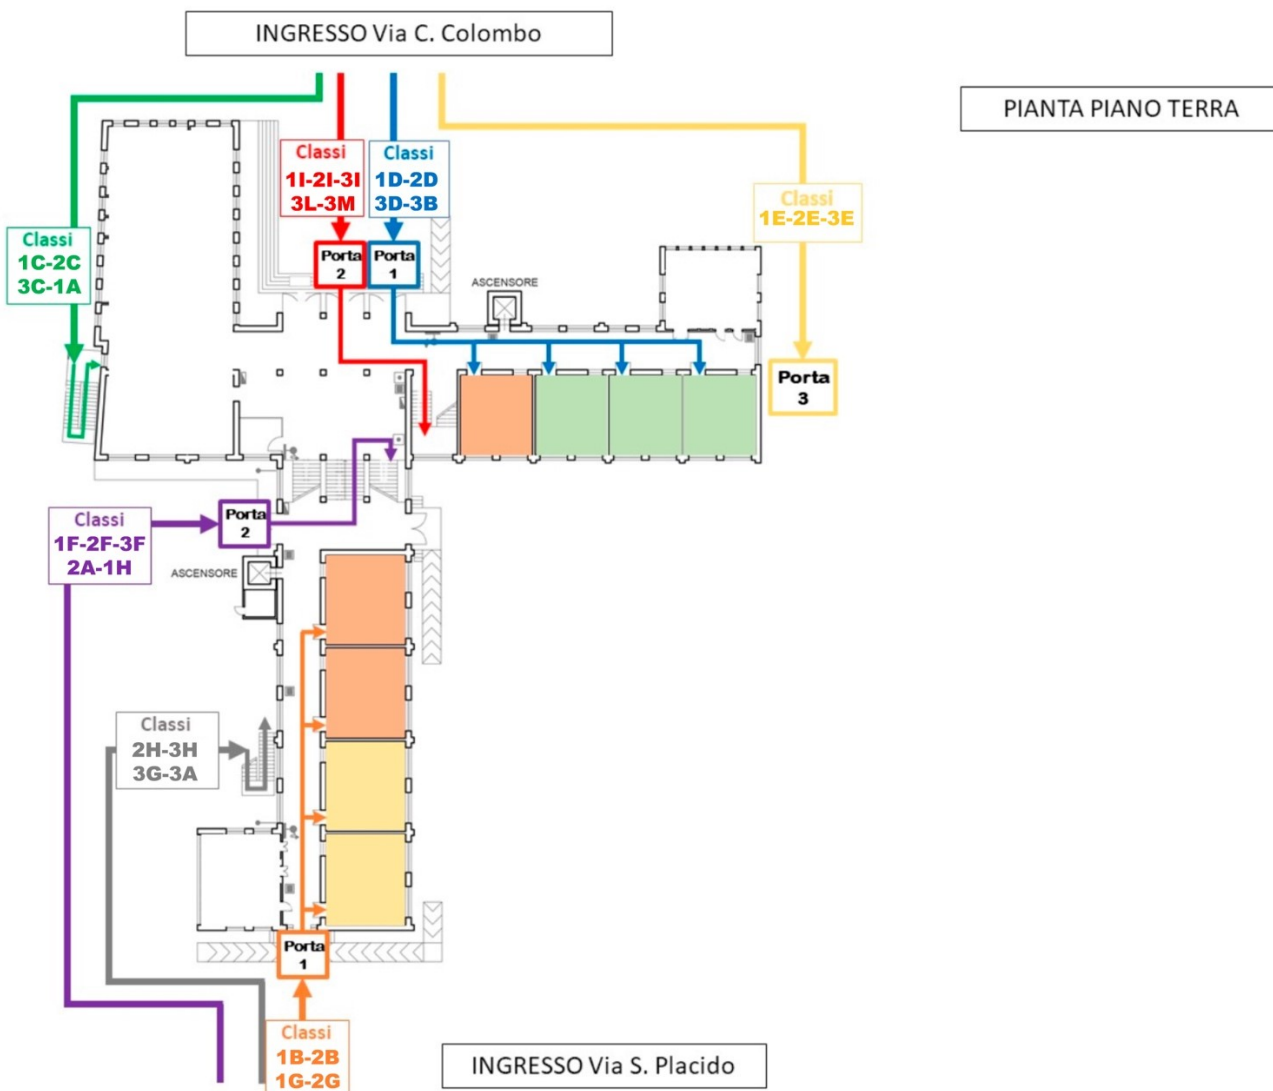 INGRESSO Via C. Colombo
PIANTA PIANO TERRA
Classi
1I-2I-3I
3L-3M
Classi
1D-2D
3D-3B
Classi
1E-2E-3E
Classi
1C-2C
3C-1A
Porta
2
Porta
1
ASCENSORE
Porta
3
Classi
1F-2F-3F
2A-1H
Porta
2
ASCENSORE
Classi
2H-3H
3G-3A
Porta
1
Classi
1B-2B
1G-2G
INGRESSO Via S. Placido